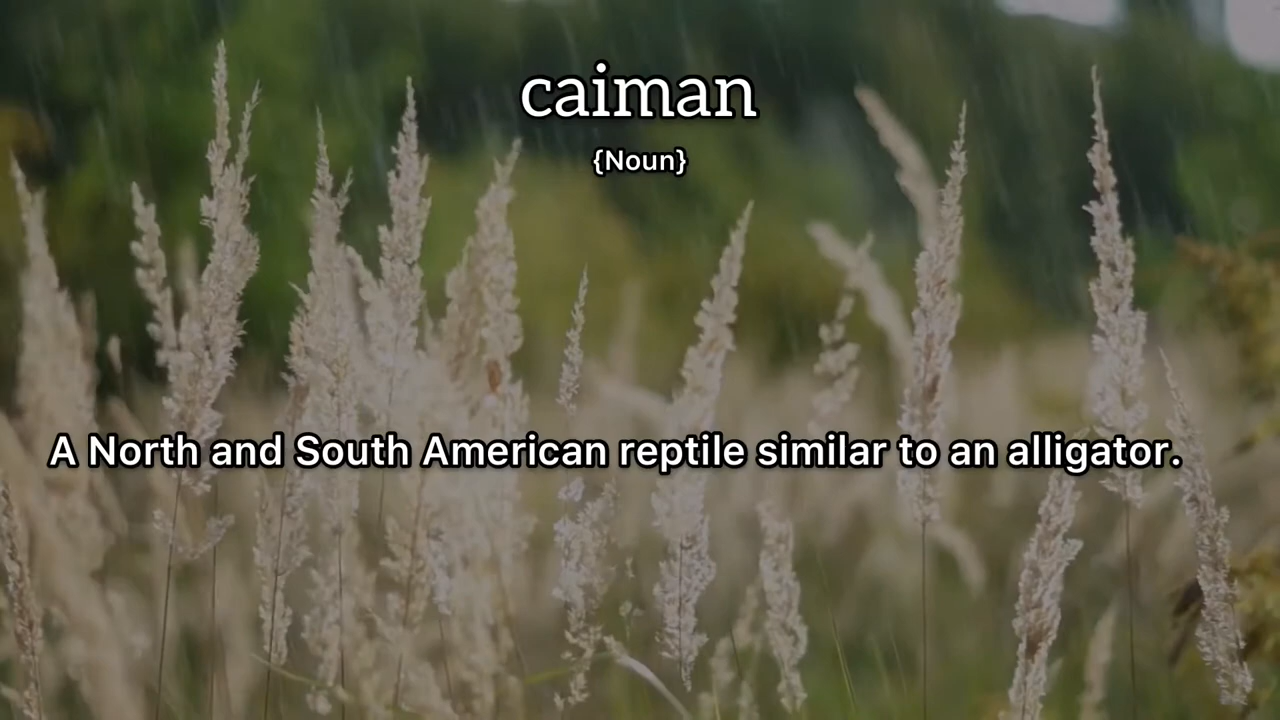 caiman
{Noun}
A North and South American reptile similar to an alligator.